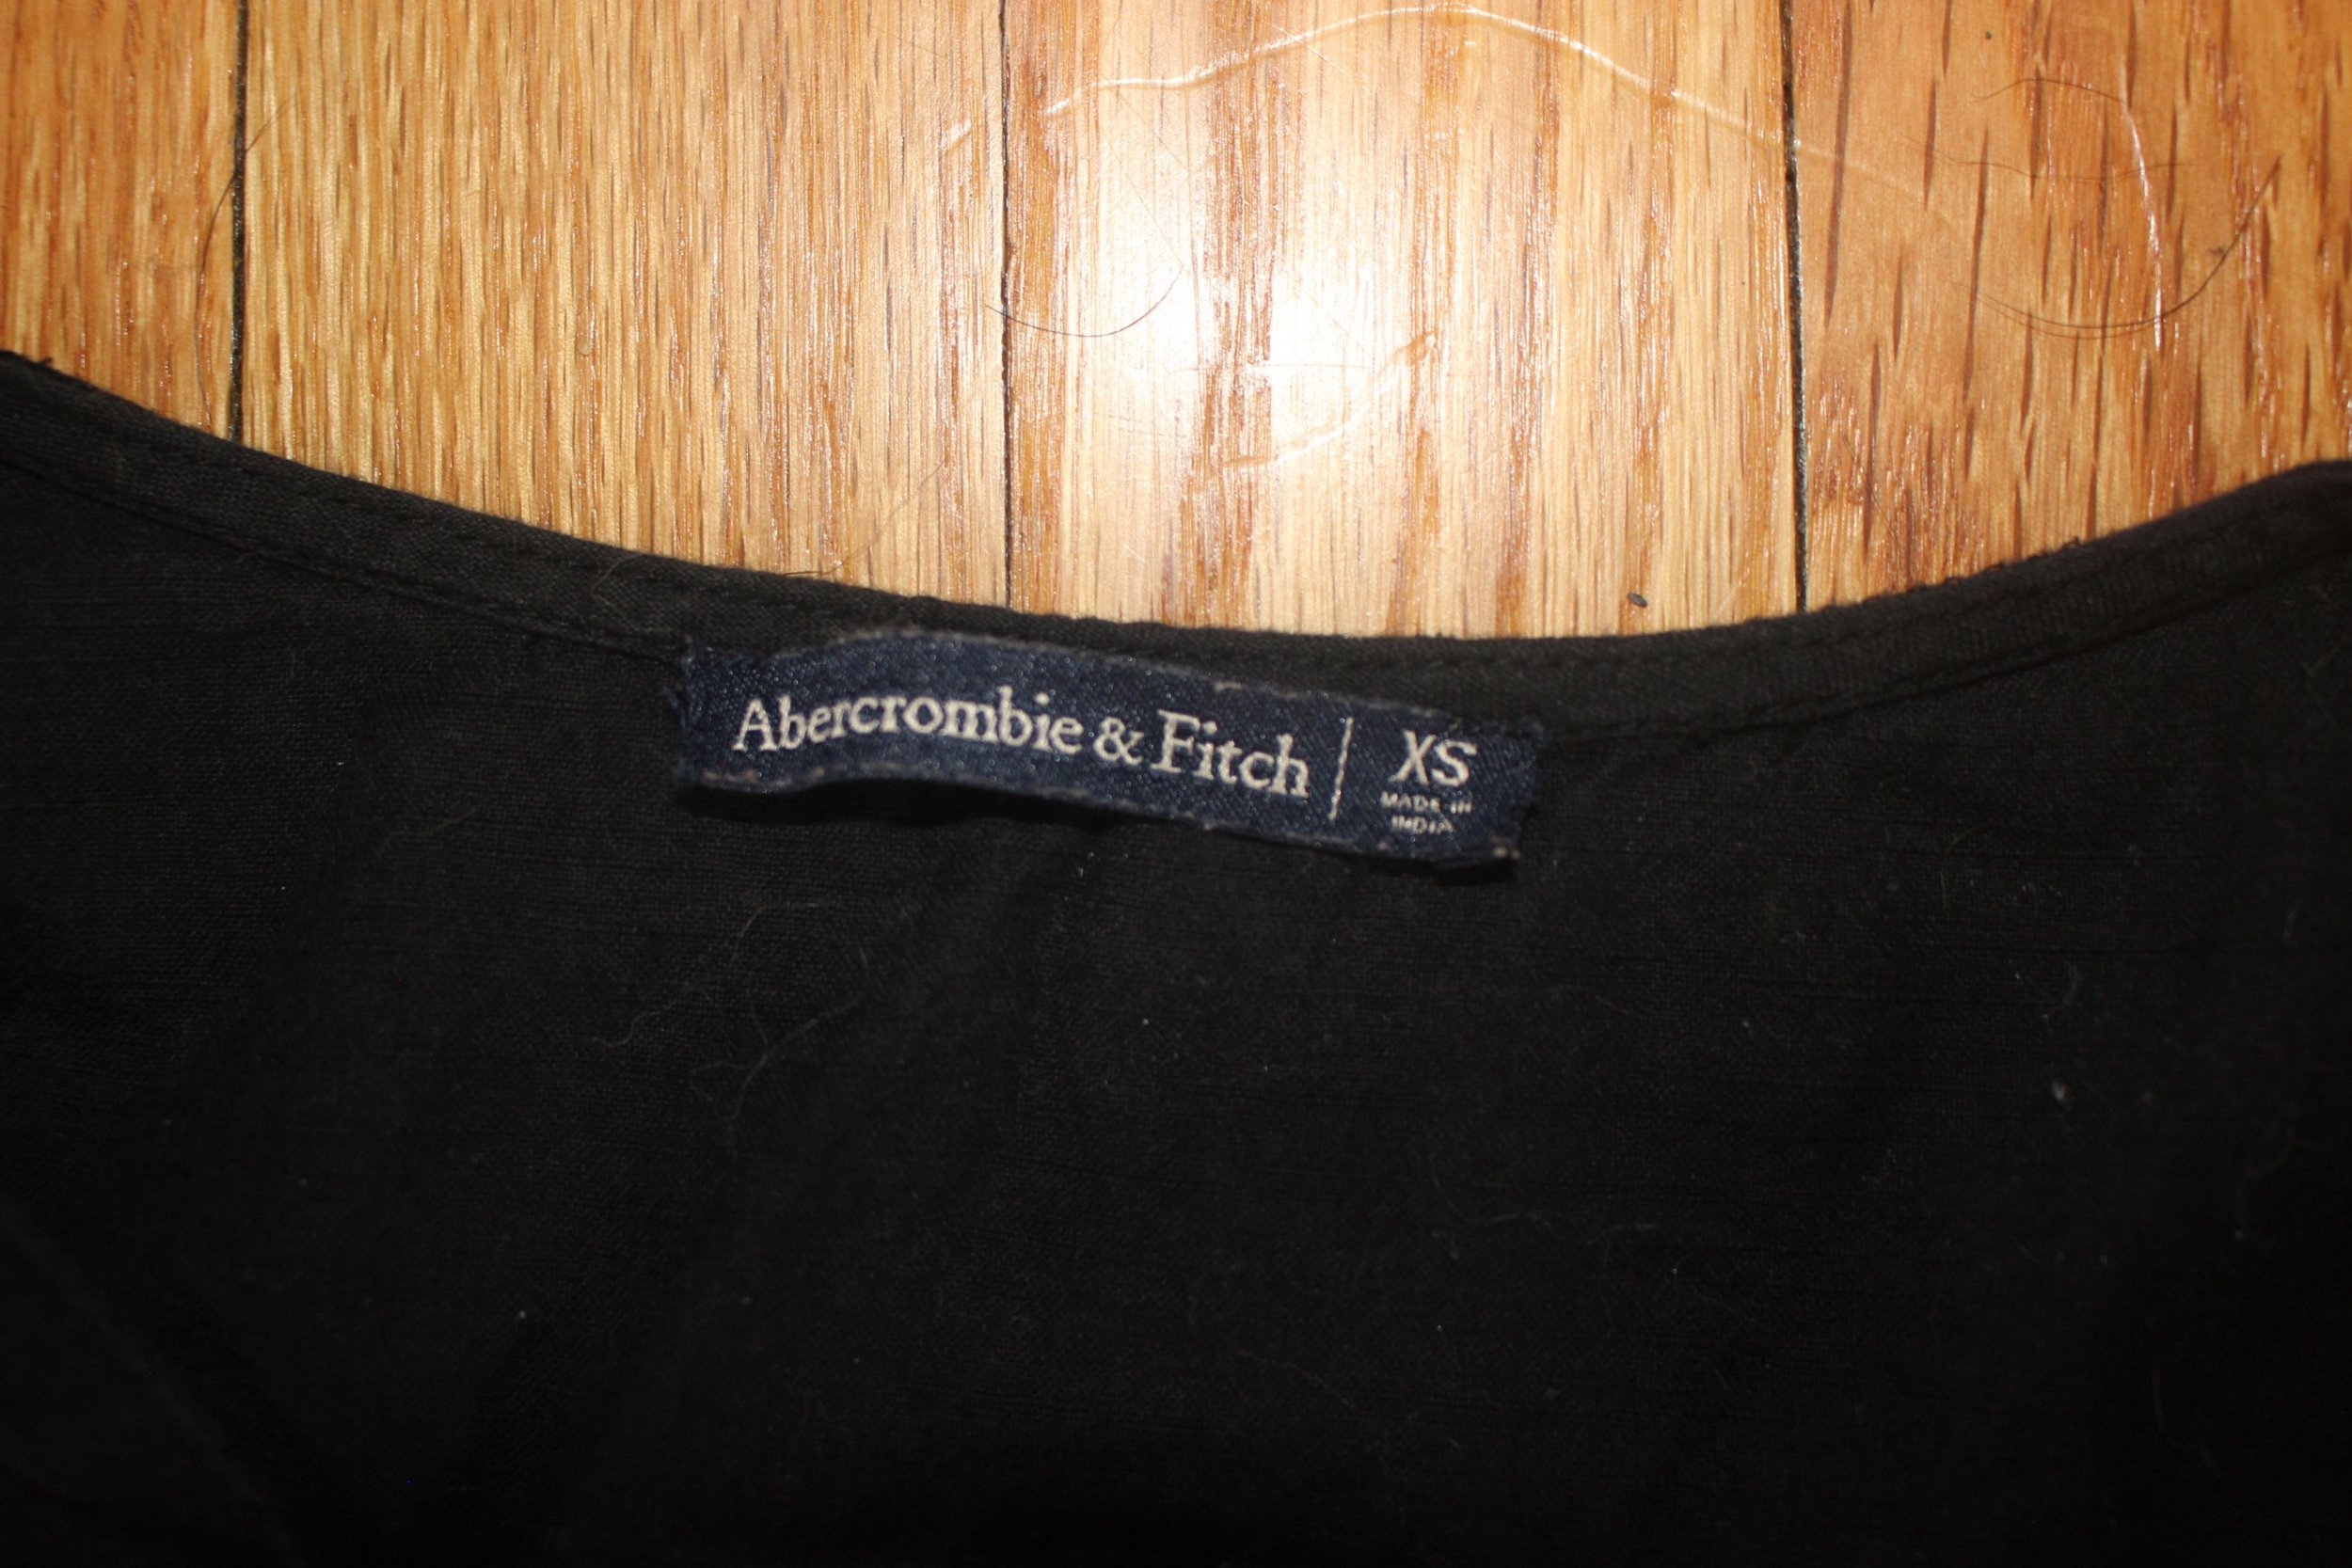 Abercrombie & Fitch | XS
MADE IN
INDIA